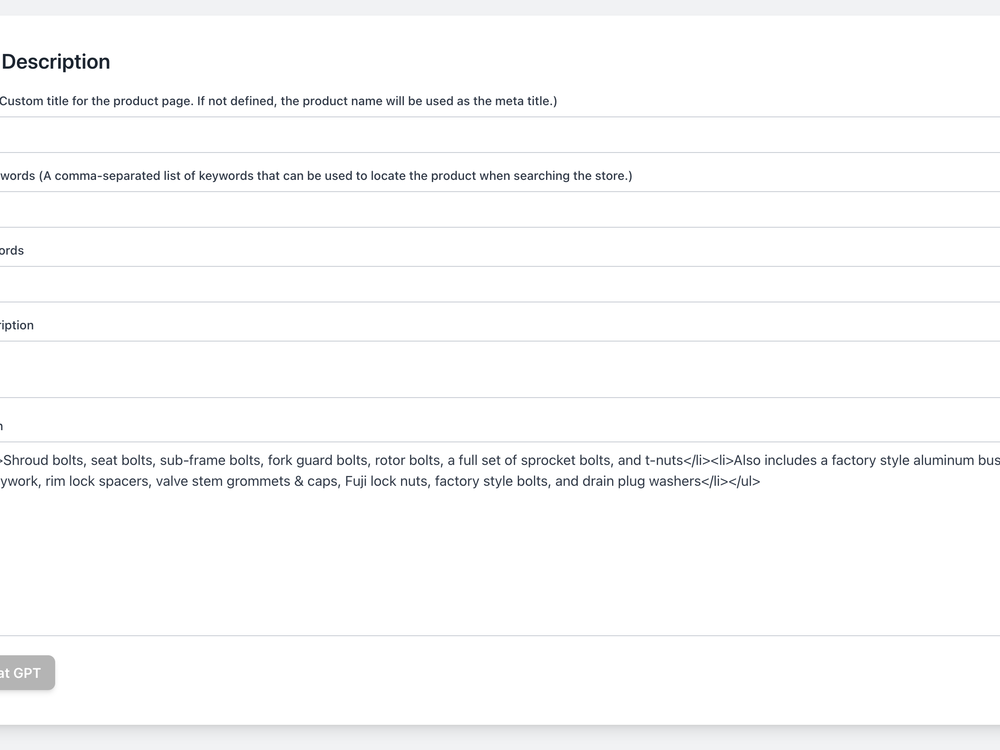 Description
Custom title for the product page. If not defined, the product name will be used as the meta title.)
words (A comma-separated list of keywords that can be used to locate the product when searching the store.)
ords
ription
n
>Shroud bolts, seat bolts, sub-frame bolts, fork guard bolts, rotor bolts, a full set of sprocket bolts, and t-nuts</li><li>Also includes a factory style aluminum bus
ywork, rim lock spacers, valve stem grommets & caps, Fuji lock nuts, factory style bolts, and drain plug washers</li></ul>
at GPT